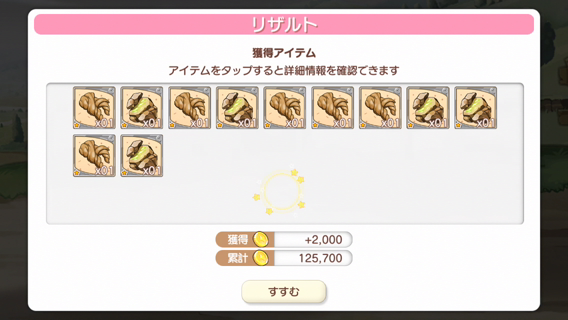 リザルト
獲得アイテム
アイテムをタップすると詳細情報を確認できます
x01 x01 x01 x01 x01 x01 x01 x01 x01
x01 x01
獲得 +2,000
累計 125,700
すすむ